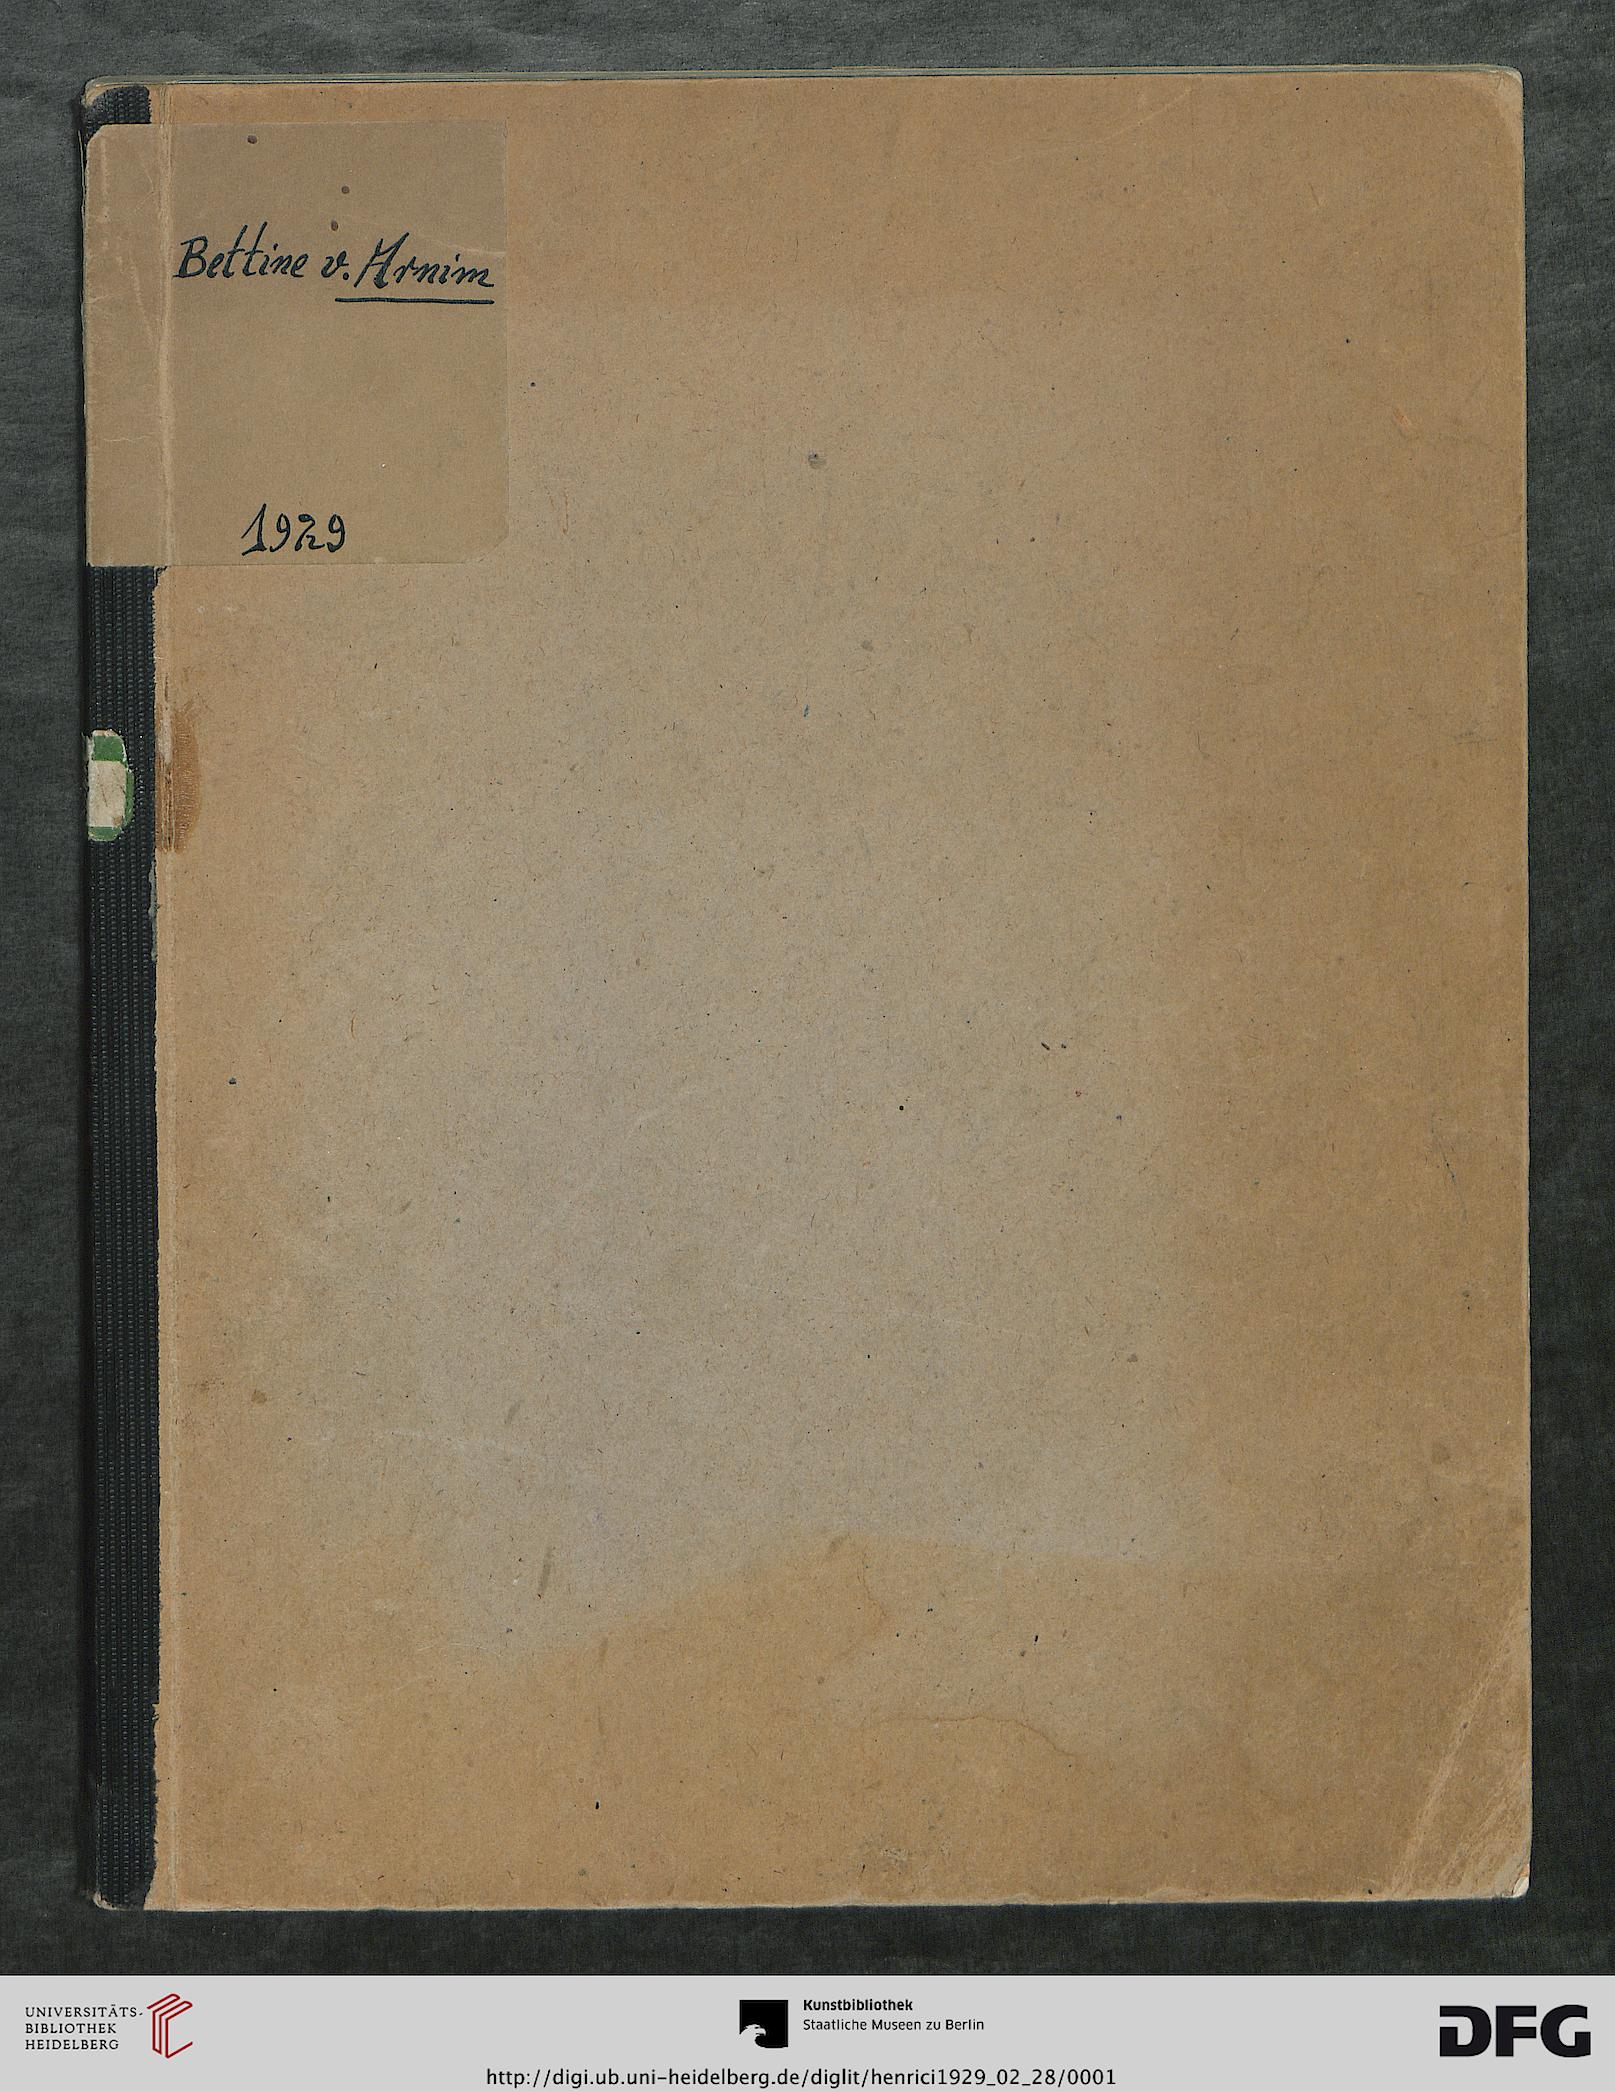 Bettine v. Arnim
1929
UNIVERSITÄTS-
BIBLIOTHEK
HEIDELBERG
Kunstbibliothek
Staatliche Museen zu Berlin
DFG
http://digi.ub.uni-heidelberg.de/diglit/henrici1929_02_28/0001